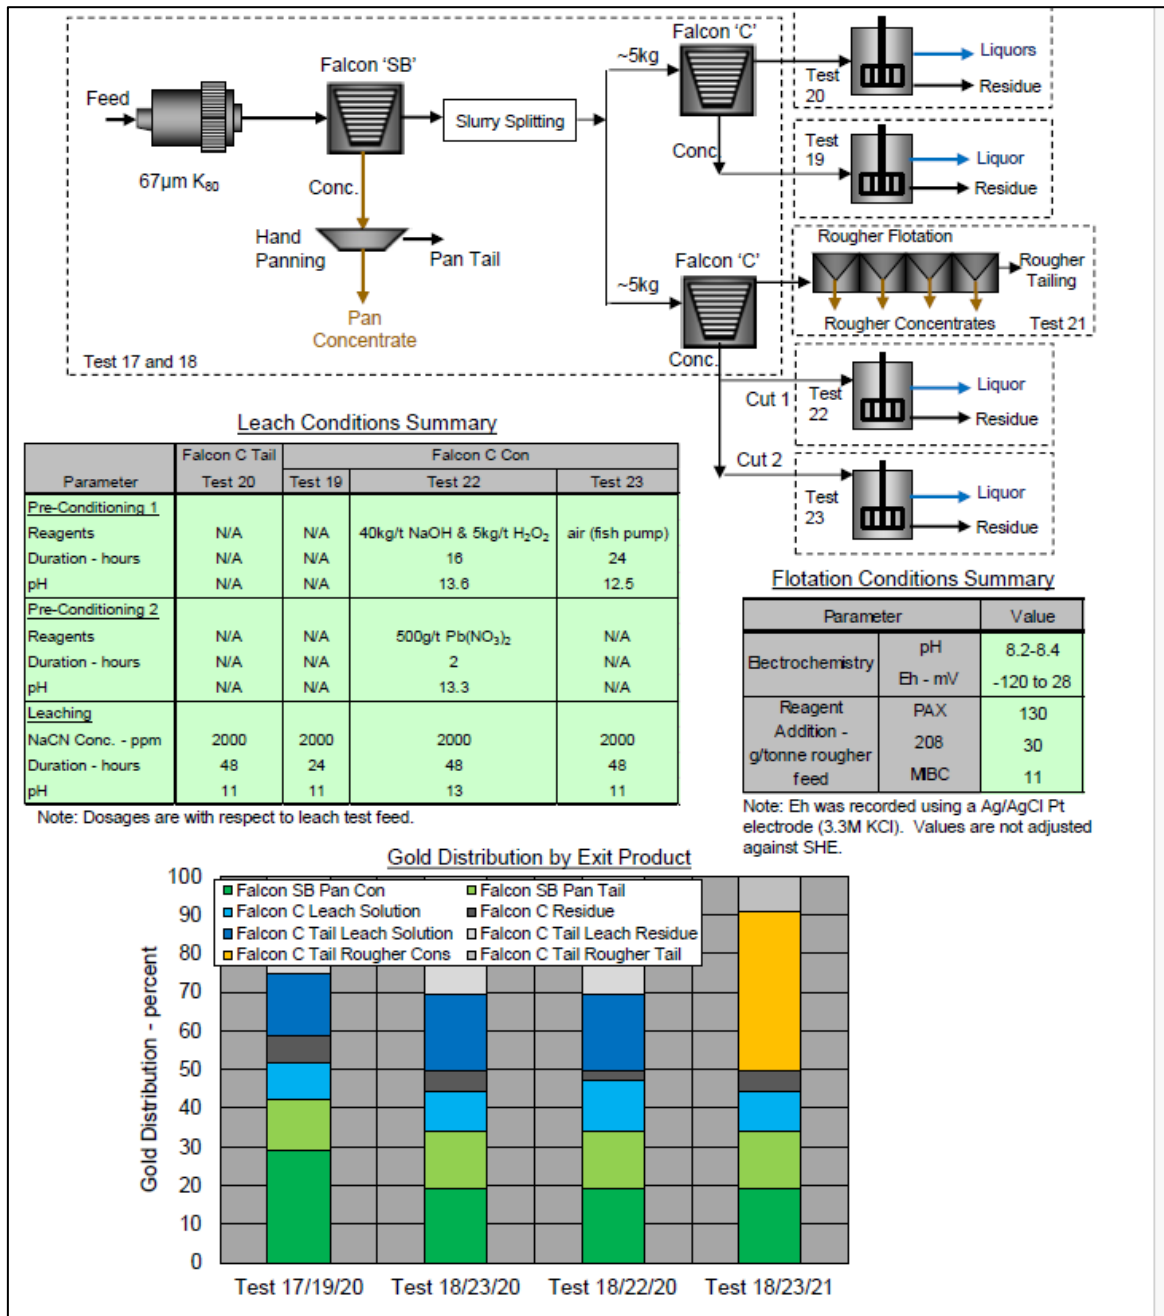 Feed
67µm K80
Falcon 'SB'
Conc.
Hand
Panning
Pan Tail
Pan
Concentrate
Test 17 and 18
Slurry Splitting
~5kg
~5kg
Falcon 'C'
Conc.
Falcon 'C'
Conc.
Test
20
Liquors
Residue
Test
19
Liquor
Residue
Rougher Flotation
Rougher
Tailing
Rougher Concentrates
Test 21
Cut 1
Test
22
Liquor
Residue
Cut 2
Test
23
Liquor
Residue
Leach Conditions Summary
Falcon C Tail Falcon C Con
Parameter Test 20 Test 19 Test 22 Test 23
Pre-Conditioning 1
Reagents N/A N/A 40kg/t NaOH & 5kg/t H₂O₂ air (fish pump)
Duration - hours N/A N/A 16 24
pH N/A N/A 13.6 12.5
Pre-Conditioning 2
Reagents N/A N/A 500g/t Pb(NO₃)₂ N/A
Duration - hours N/A N/A 2 N/A
pH N/A N/A 13.3 N/A
Leaching
NaCN Conc. - ppm 2000 2000 2000 2000
Duration - hours 48 24 48 48
pH 11 11 13 11
Note: Dosages are with respect to leach test feed.
Flotation Conditions Summary
Parameter Value
Electrochemistry pH 8.2-8.4
Eh - mV -120 to 28
Reagent
Addition -
g/tonne rougher
feed
PAX 130
208 30
MIBC 11
Note: Eh was recorded using a Ag/AgCl Pt
electrode (3.3M KCl). Values are not adjusted
against SHE.
Gold Distribution by Exit Product
Falcon SB Pan Con Falcon SB Pan Tail
Falcon C Leach Solution Falcon C Residue
Falcon C Tail Leach Solution Falcon C Tail Leach Residue
Falcon C Tail Rougher Cons Falcon C Tail Rougher Tail
Gold Distribution - percent
100
90
80
70
60
50
40
30
20
10
0
Test 17/19/20 Test 18/23/20 Test 18/22/20 Test 18/23/21